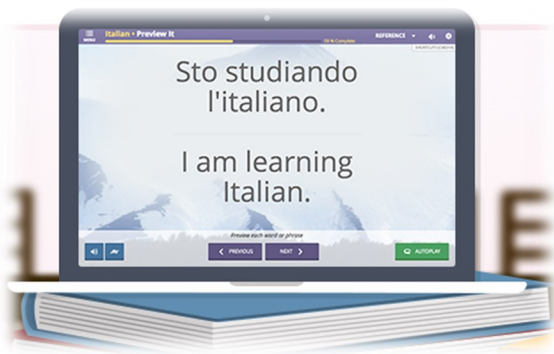 MENU
Italian • Preview It
REFERENCE
Sto studiando
l'italiano.
I am learning
Italian.
Preview each word or phrase
PREVIOUS
NEXT
AUTOPLAY